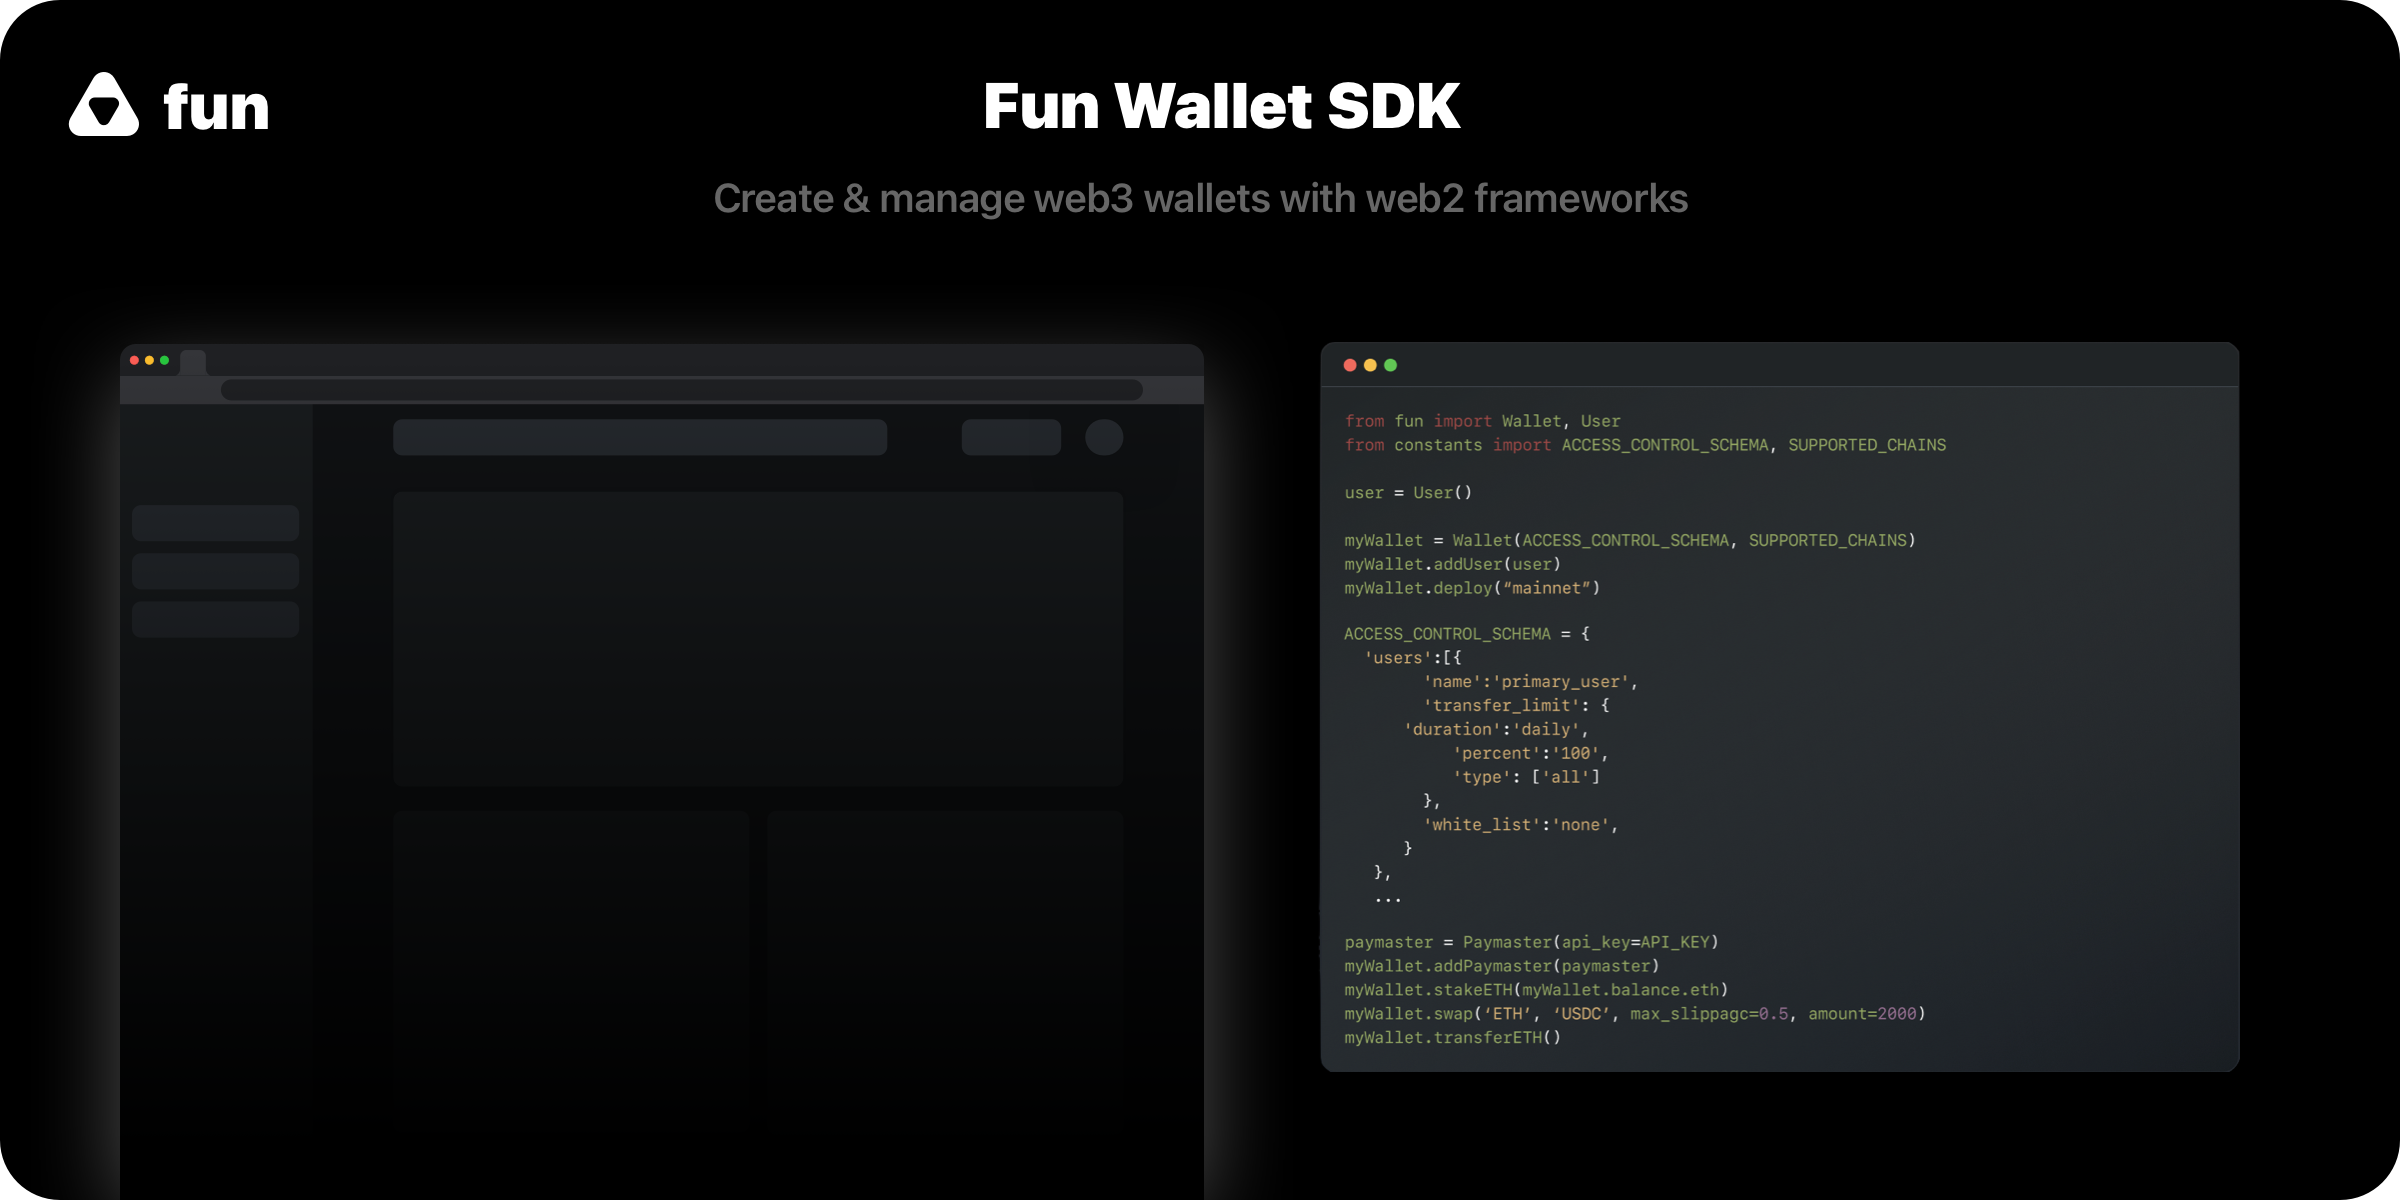 fun
Fun Wallet SDK
Create & manage web3 wallets with web2 frameworks
from fun import Wallet, User
from constants import ACCESS_CONTROL_SCHEMA, SUPPORTED_CHAINS
user = User()
myWallet = Wallet(ACCESS_CONTROL_SCHEMA, SUPPORTED_CHAINS)
myWallet.addUser(user)
myWallet.deploy(“mainnet”)
ACCESS_CONTROL_SCHEMA = {
'users':[{
'name':'primary_user',
'transfer_limit': {
'duration':'daily',
'percent':'100',
'type': ['all']
},
'white_list':'none',
}
},
...
paymaster = Paymaster(api_key=API_KEY)
myWallet.addPaymaster(paymaster)
myWallet.stakeETH(myWallet.balance.eth)
myWallet.swap(‘ETH’, ‘USDC’, max_slippagc=0.5, amount=2000)
myWallet.transferETH()